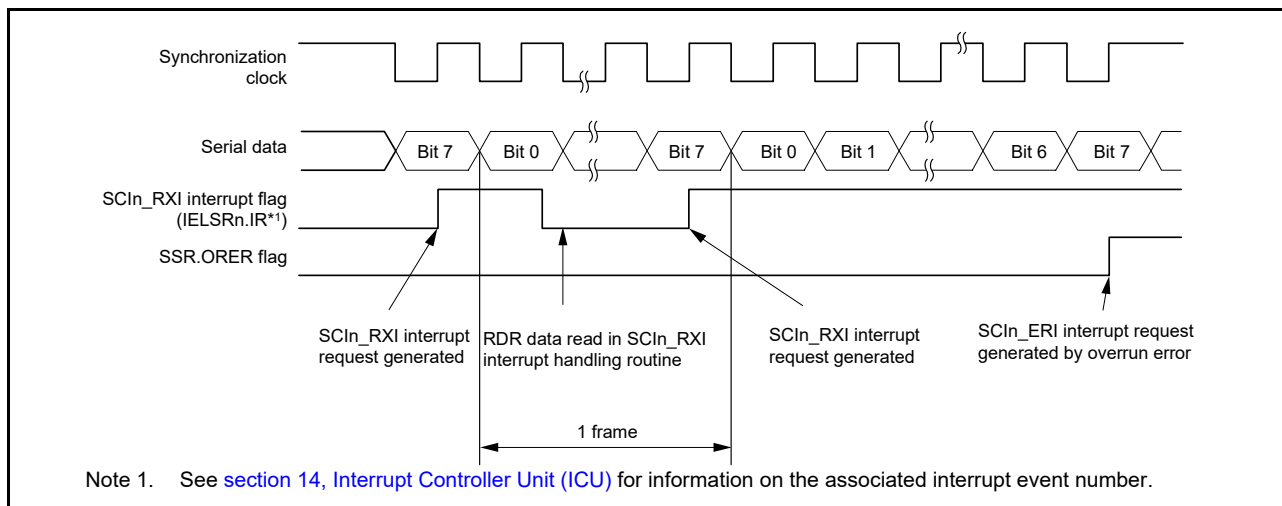 Synchronization
clock
Serial data
Bit 7 Bit 0 Bit 7 Bit 0 Bit 1 Bit 6 Bit 7
SCIn_RXI interrupt flag
(IELSRn.IR*1)
SSR.ORER flag
SCIn_RXI interrupt
request generated
RDR data read in SCIn_RXI
interrupt handling routine
SCIn_RXI interrupt
request generated
SCIn_ERI interrupt request
generated by overrun error
1 frame
Note 1. See section 14, Interrupt Controller Unit (ICU) for information on the associated interrupt event number.